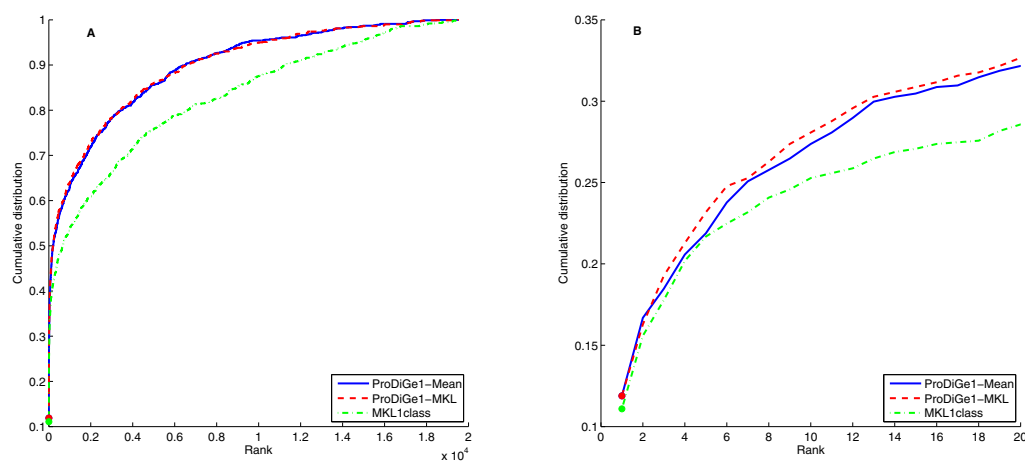 A
Cumulative distribution
1
0.9
0.8
0.7
0.6
0.5
0.4
0.3
0.2
0.1
0 0.2 0.4 0.6 0.8 1 1.2 1.4 1.6 1.8 2
x 10^4
Rank
ProDiGe1-Mean
ProDiGe1-MKL
MKL1class
B
Cumulative distribution
0.35
0.3
0.25
0.2
0.15
0.1
0 2 4 6 8 10 12 14 16 18 20
Rank
ProDiGe1-Mean
ProDiGe1-MKL
MKL1class